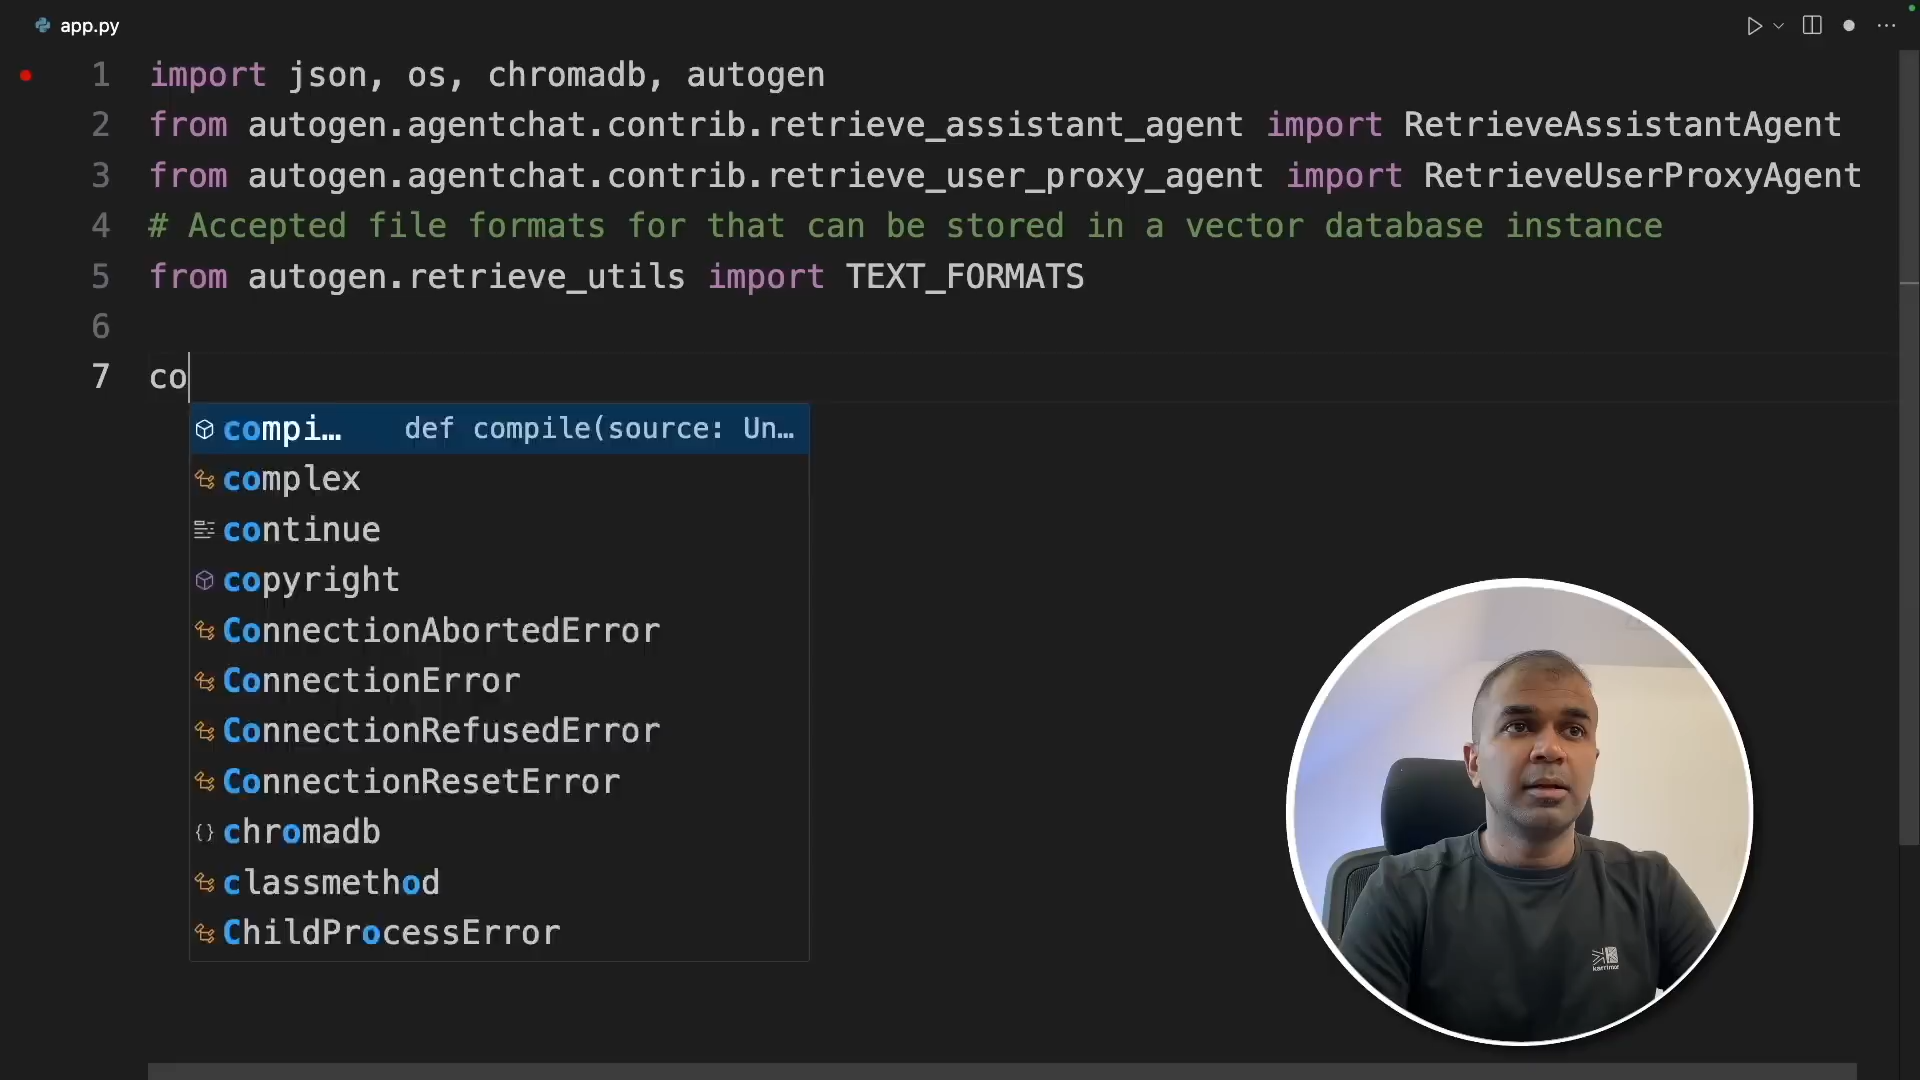 app.py
1 import json, os, chromadb, autogen
2 from autogen.agentchat.contrib.retrieve_assistant_agent import RetrieveAssistantAgent
3 from autogen.agentchat.contrib.retrieve_user_proxy_agent import RetrieveUserProxyAgent
4 # Accepted file formats for that can be stored in a vector database instance
5 from autogen.retrieve_utils import TEXT_FORMATS
6
7 co
compi… def compile(source: Un…
complex
continue
copyright
ConnectionAbortedError
ConnectionError
ConnectionRefusedError
ConnectionResetError
chromadb
classmethod
ChildProcessError
karrimor